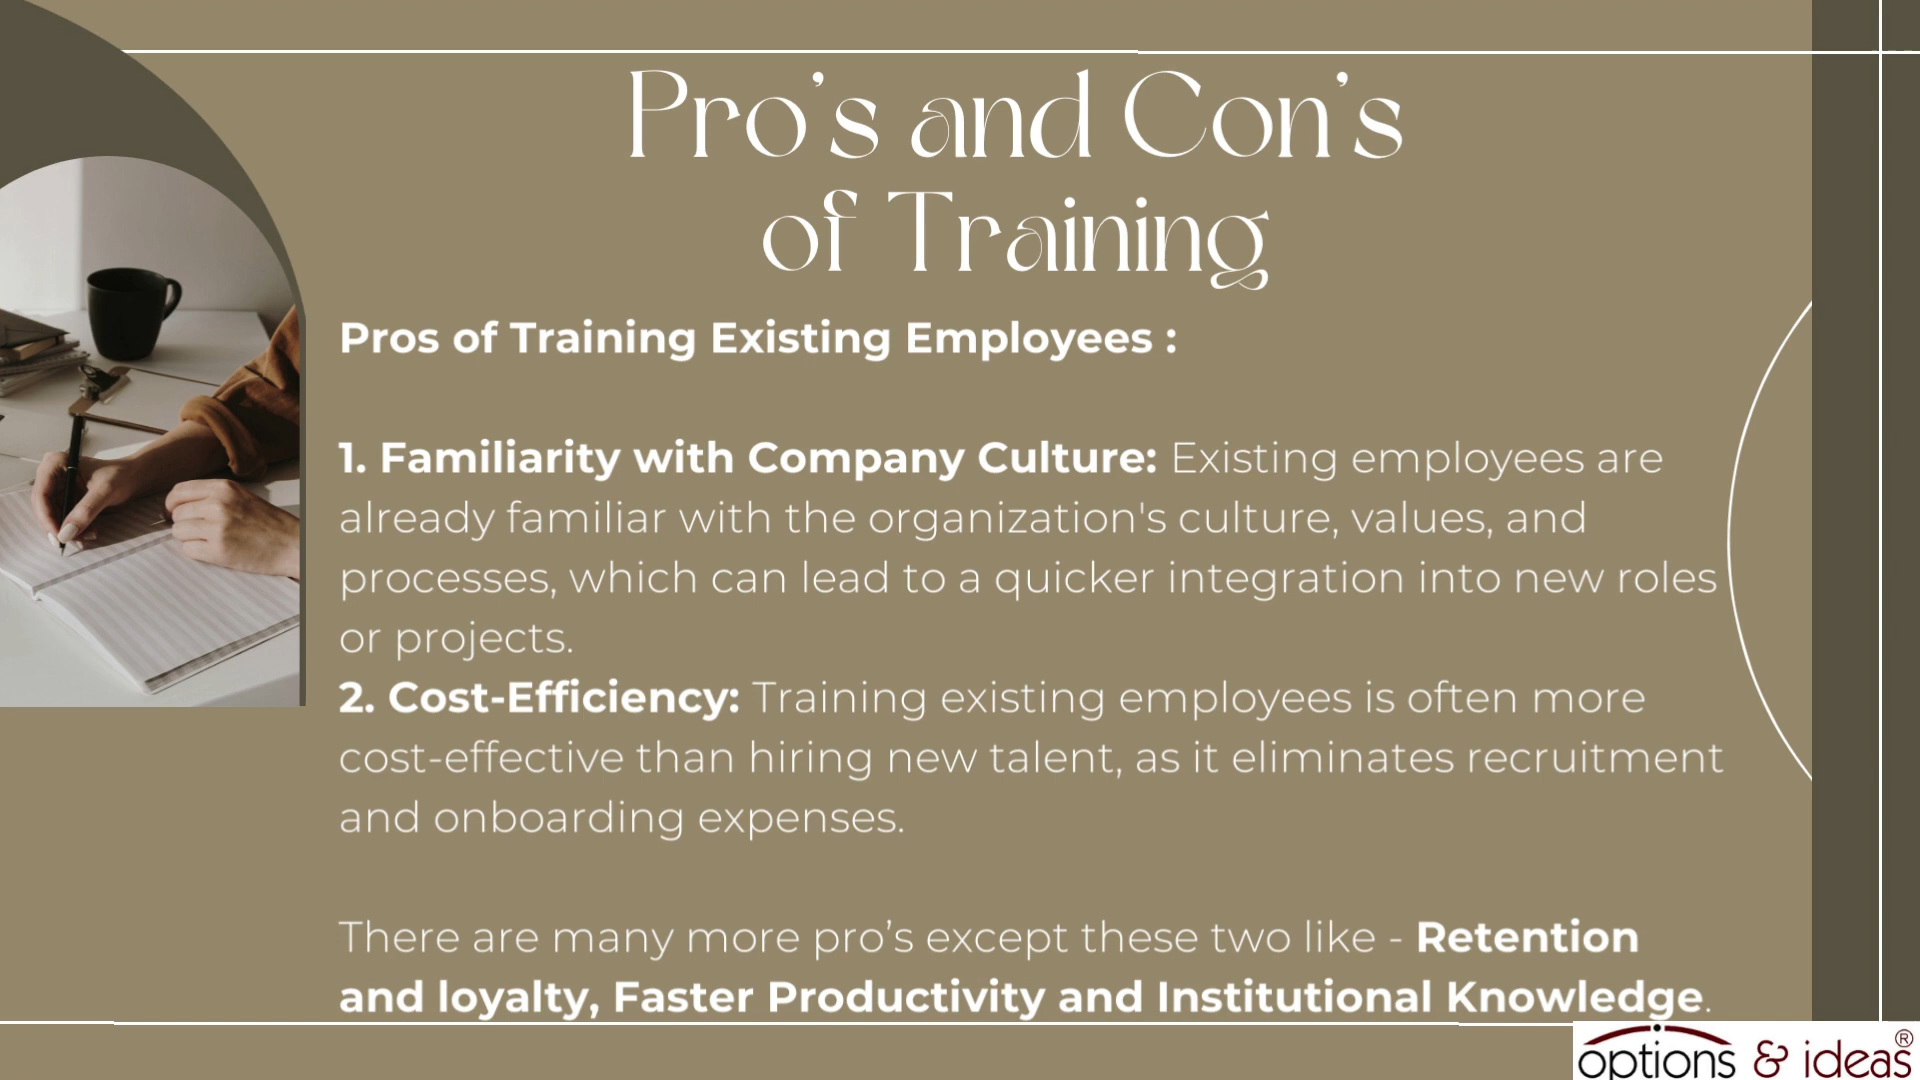 Pro’s and Con’s
of Training
Pros of Training Existing Employees :
1. Familiarity with Company Culture: Existing employees are
already familiar with the organization's culture, values, and
processes, which can lead to a quicker integration into new roles
or projects.
2. Cost-Efficiency: Training existing employees is often more
cost-effective than hiring new talent, as it eliminates recruitment
and onboarding expenses.
There are many more pro’s except these two like - Retention
and loyalty, Faster Productivity and Institutional Knowledge.
options & ideas®